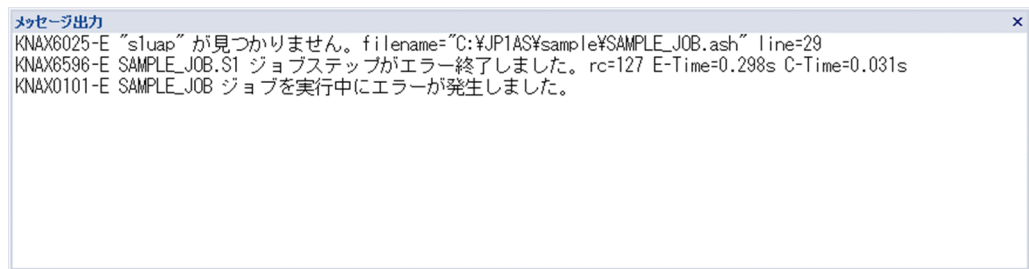 メッセージ出力
KNAX6025-E "s1uap" が見つかりません。filename="C:¥JP1AS¥sample¥SAMPLE_JOB.ash" line=29
KNAX6596-E SAMPLE_JOB.S1 ジョブステップがエラー終了しました。rc=127 E-Time=0.298s C-Time=0.031s
KNAX0101-E SAMPLE_JOB ジョブを実行中にエラーが発生しました。